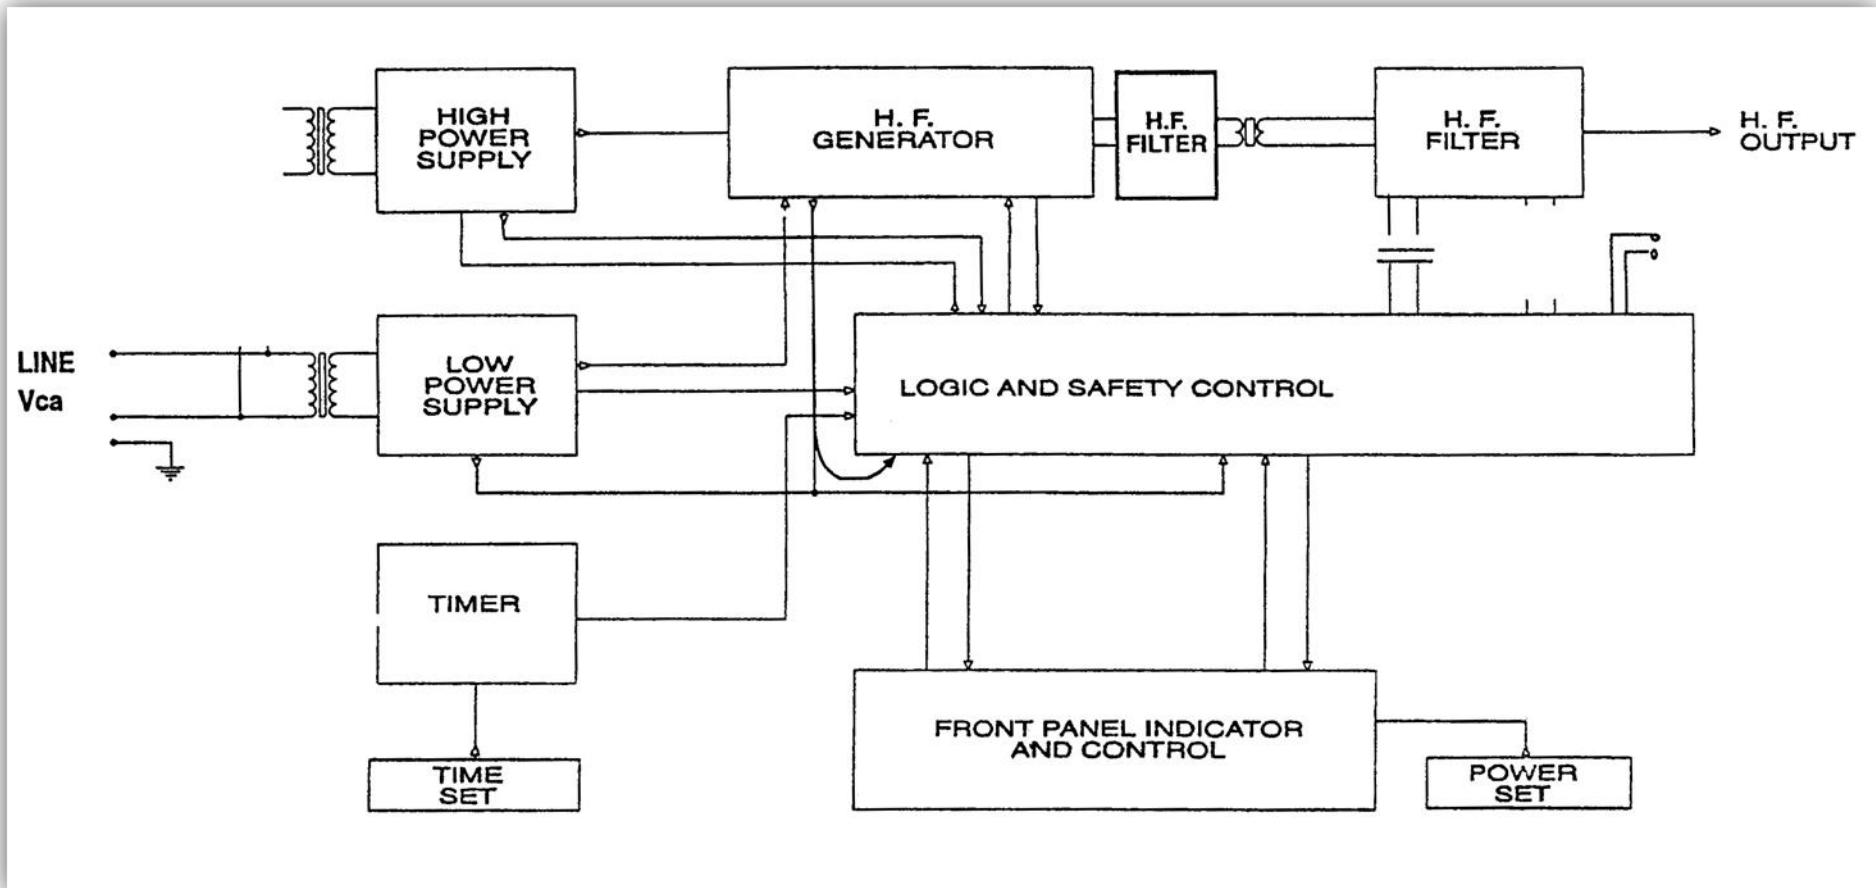 HIGH
POWER
SUPPLY
H. F.
GENERATOR
H.F.
FILTER
H. F.
FILTER
H. F.
OUTPUT
LINE
Vca
LOW
POWER
SUPPLY
LOGIC AND SAFETY CONTROL
TIMER
FRONT PANEL INDICATOR
AND CONTROL
TIME
SET
POWER
SET